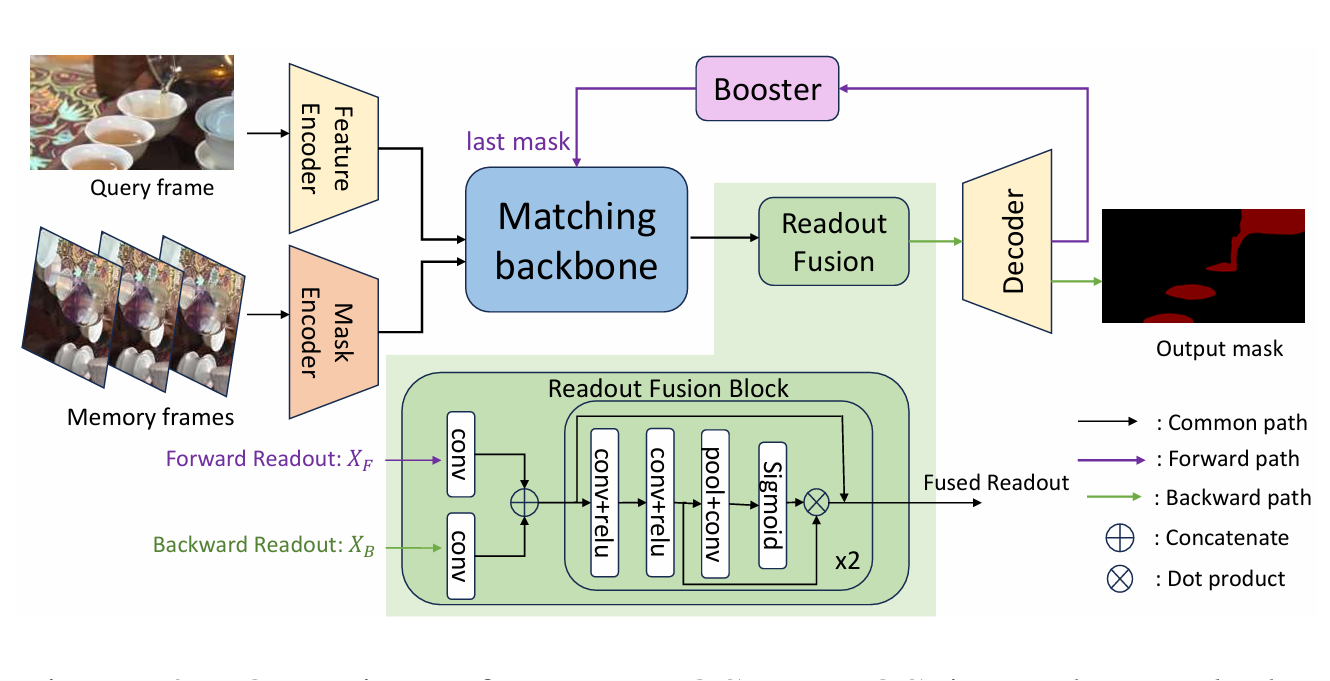 Query frame
Feature
Encoder
Memory frames
Mask
Encoder
last mask
Matching
backbone
Booster
Readout
Fusion
Decoder
Output mask
Readout Fusion Block
Forward Readout: X_F
Backward Readout: X_B
conv
conv
conv+relu
conv+relu
pool+conv
Sigmoid
x2
Fused Readout
: Common path
: Forward path
: Backward path
: Concatenate
: Dot product